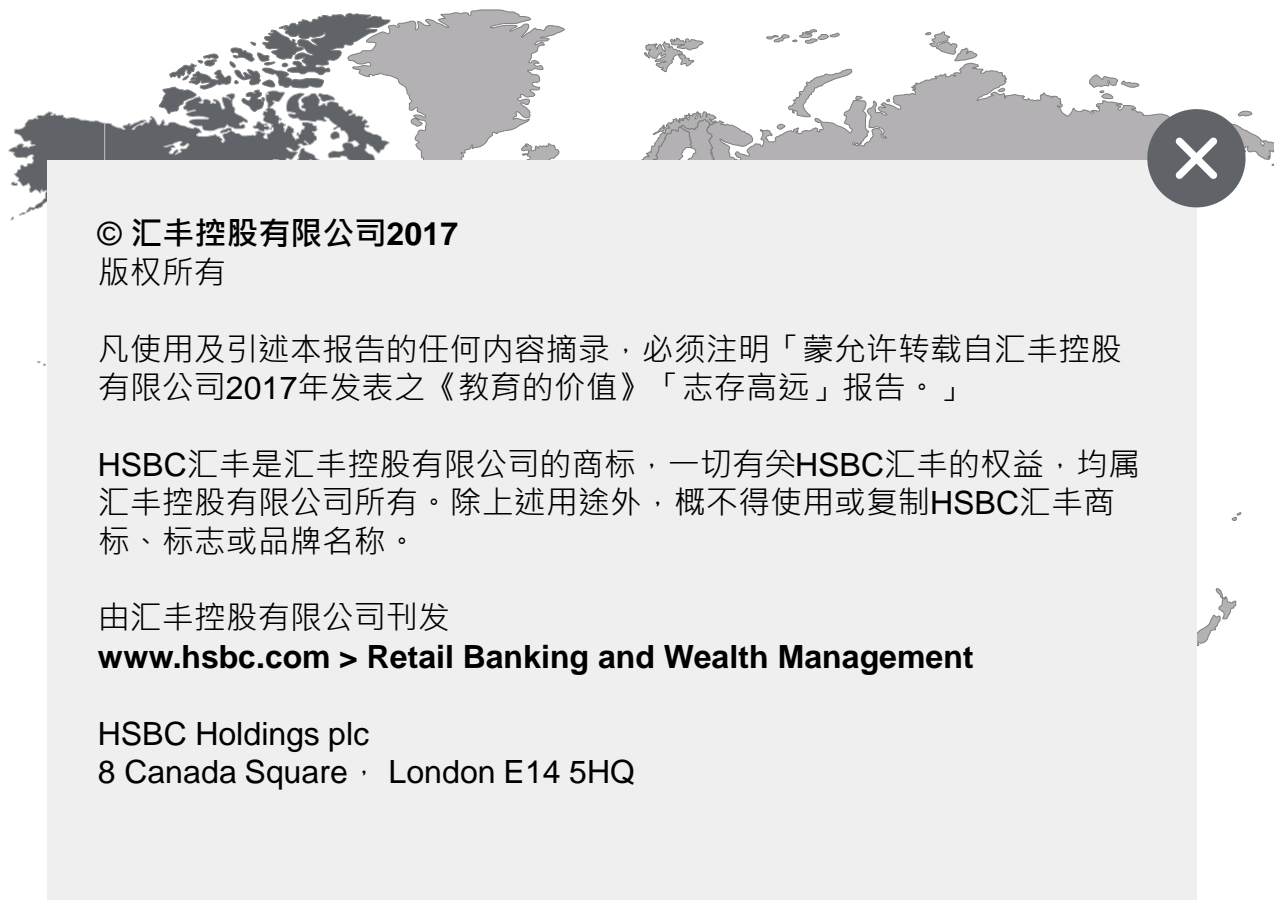 © 汇丰控股有限公司2017
版权所有
凡使用及引述本报告的任何内容摘录，必须注明「蒙允许转载自汇丰控股
有限公司2017年发表之《教育的价值》「志存高远」报告。」
HSBC汇丰是汇丰控股有限公司的商标，一切有关HSBC汇丰的权益，均属
汇丰控股有限公司所有。除上述用途外，概不得使用或复制HSBC汇丰商
标、标志或品牌名称。
由汇丰控股有限公司刊发
www.hsbc.com > Retail Banking and Wealth Management
HSBC Holdings plc
8 Canada Square， London E14 5HQ